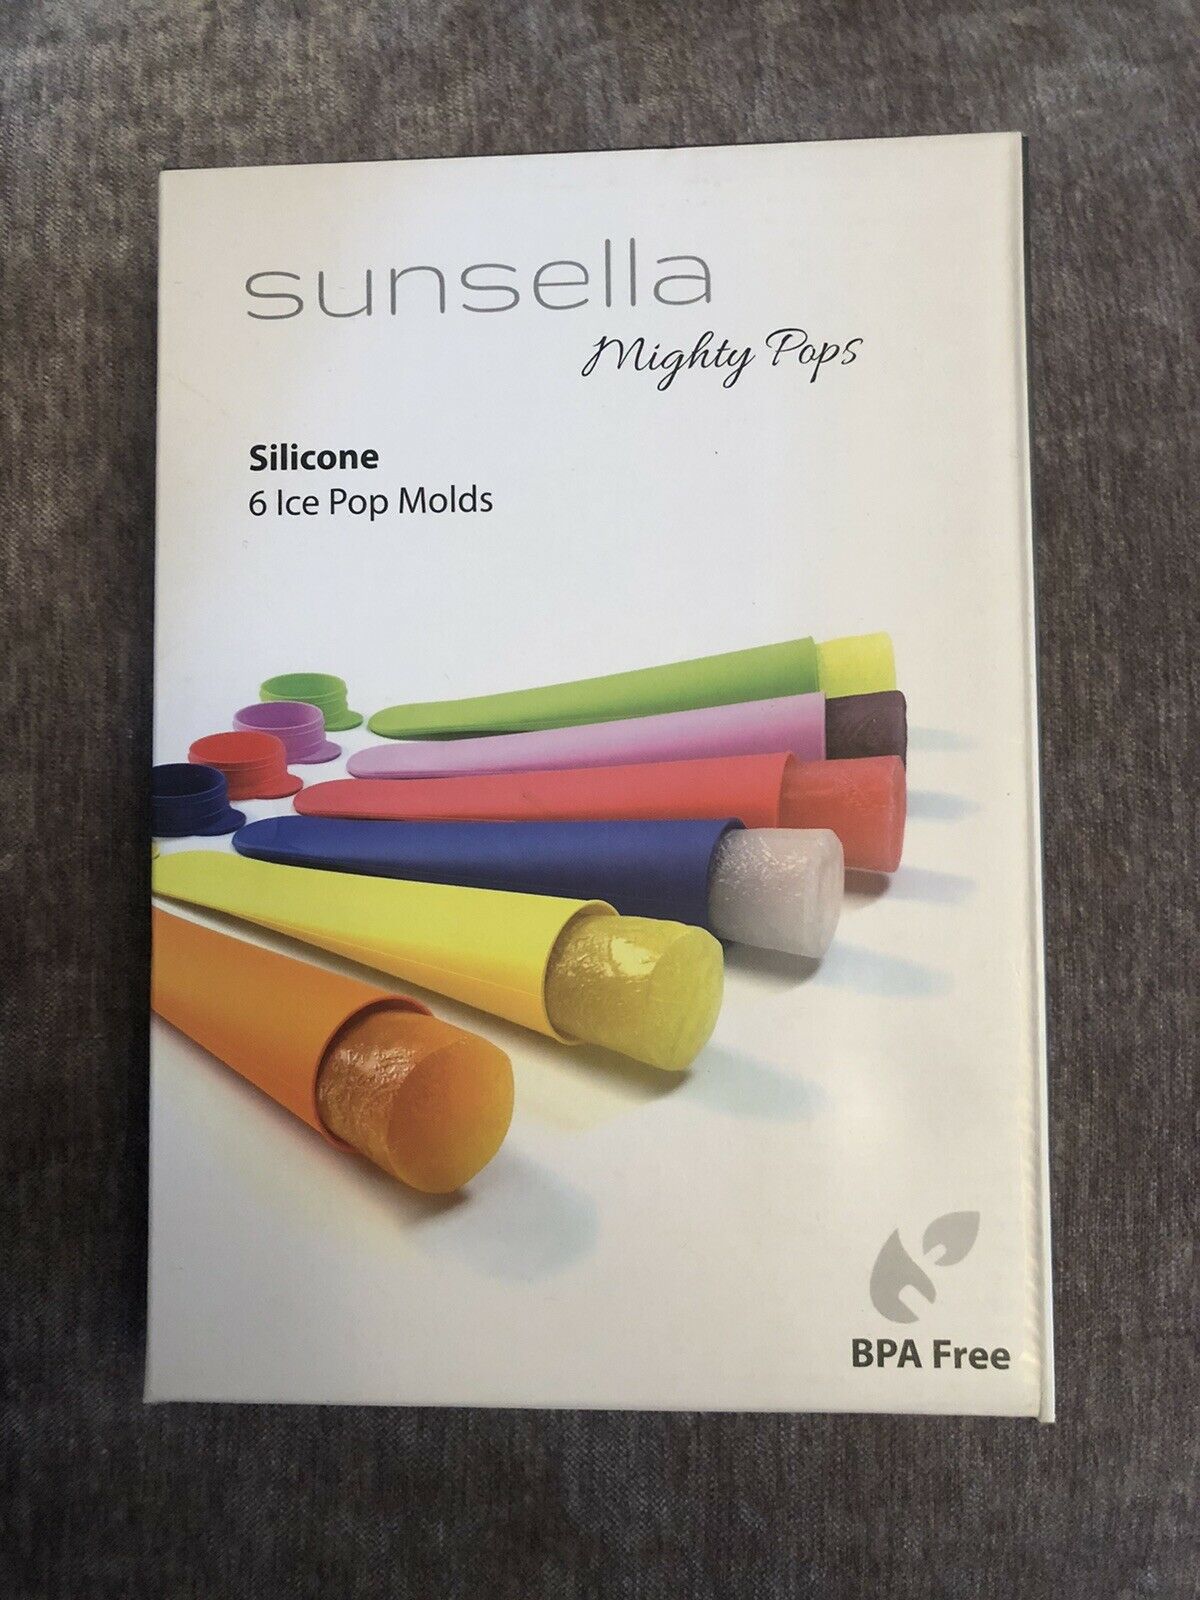 sunsella
Mighty Pops
Silicone
6 Ice Pop Molds
BPA Free